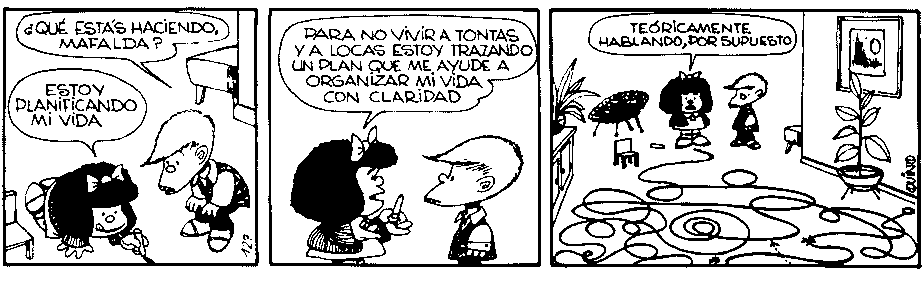 ¿QUÉ ESTÁS HACIENDO,
MAFALDA?
ESTOY
PLANIFICANDO
MI VIDA
PARA NO VIVIR A TONTAS
Y A LOCAS ESTOY TRAZANDO
UN PLAN QUE ME AYUDE A
ORGANIZAR MI VIDA
CON CLARIDAD
TEÓRICAMENTE
HABLANDO, POR SUPUESTO
QUINO